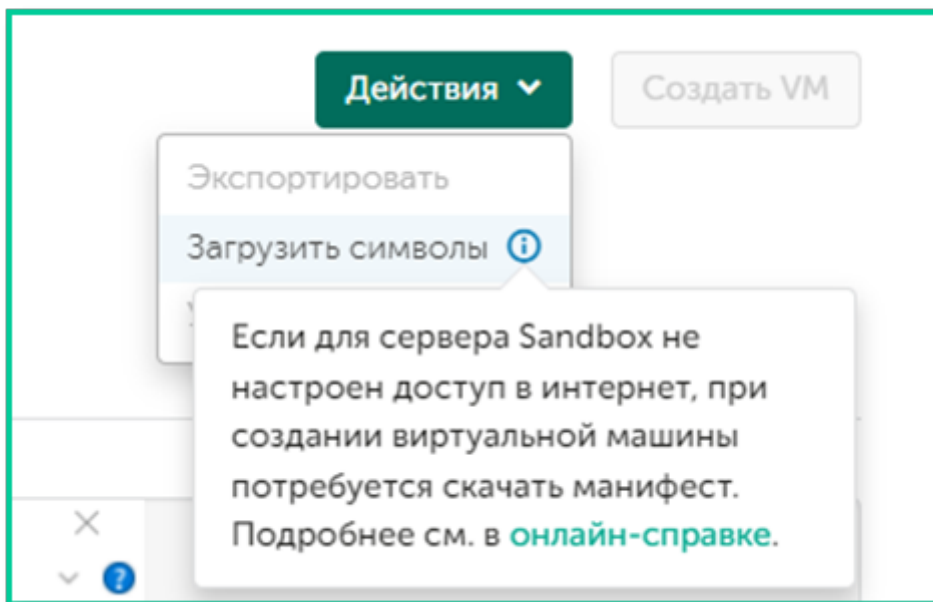 Действия
Создать VM
Экспортировать
Загрузить символы
Если для сервера Sandbox не
настроен доступ в интернет, при
создании виртуальной машины
потребуется скачать манифест.
Подробнее см. в онлайн-справке.